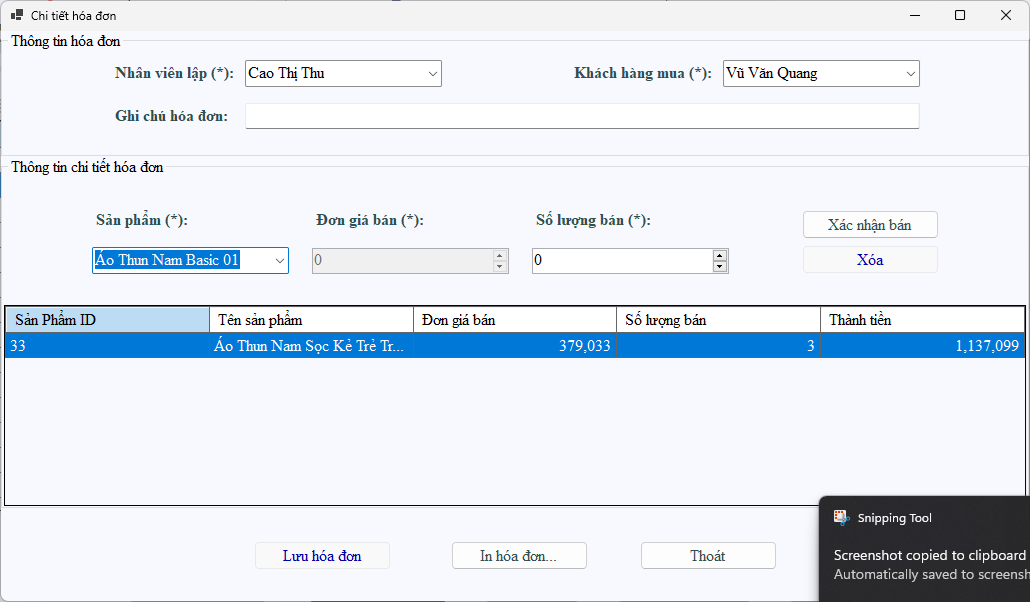 Chi tiết hóa đơn
Thông tin hóa đơn
Nhân viên lập (*): Cao Thị Thu Khách hàng mua (*): Vũ Văn Quang
Ghi chú hóa đơn:
Thông tin chi tiết hóa đơn
Sản phẩm (*): Đơn giá bán (*): Số lượng bán (*): Xác nhận bán
Áo Thun Nam Basic 01 0 0 Xóa
Sản Phẩm ID Tên sản phẩm Đơn giá bán Số lượng bán Thành tiền
33 Áo Thun Nam Sọc Kẻ Trẻ Tr... 379,033 3 1,137,099
Snipping Tool
Lưu hóa đơn In hóa đơn... Thoát Screenshot copied to clipboard
Automatically saved to screensh